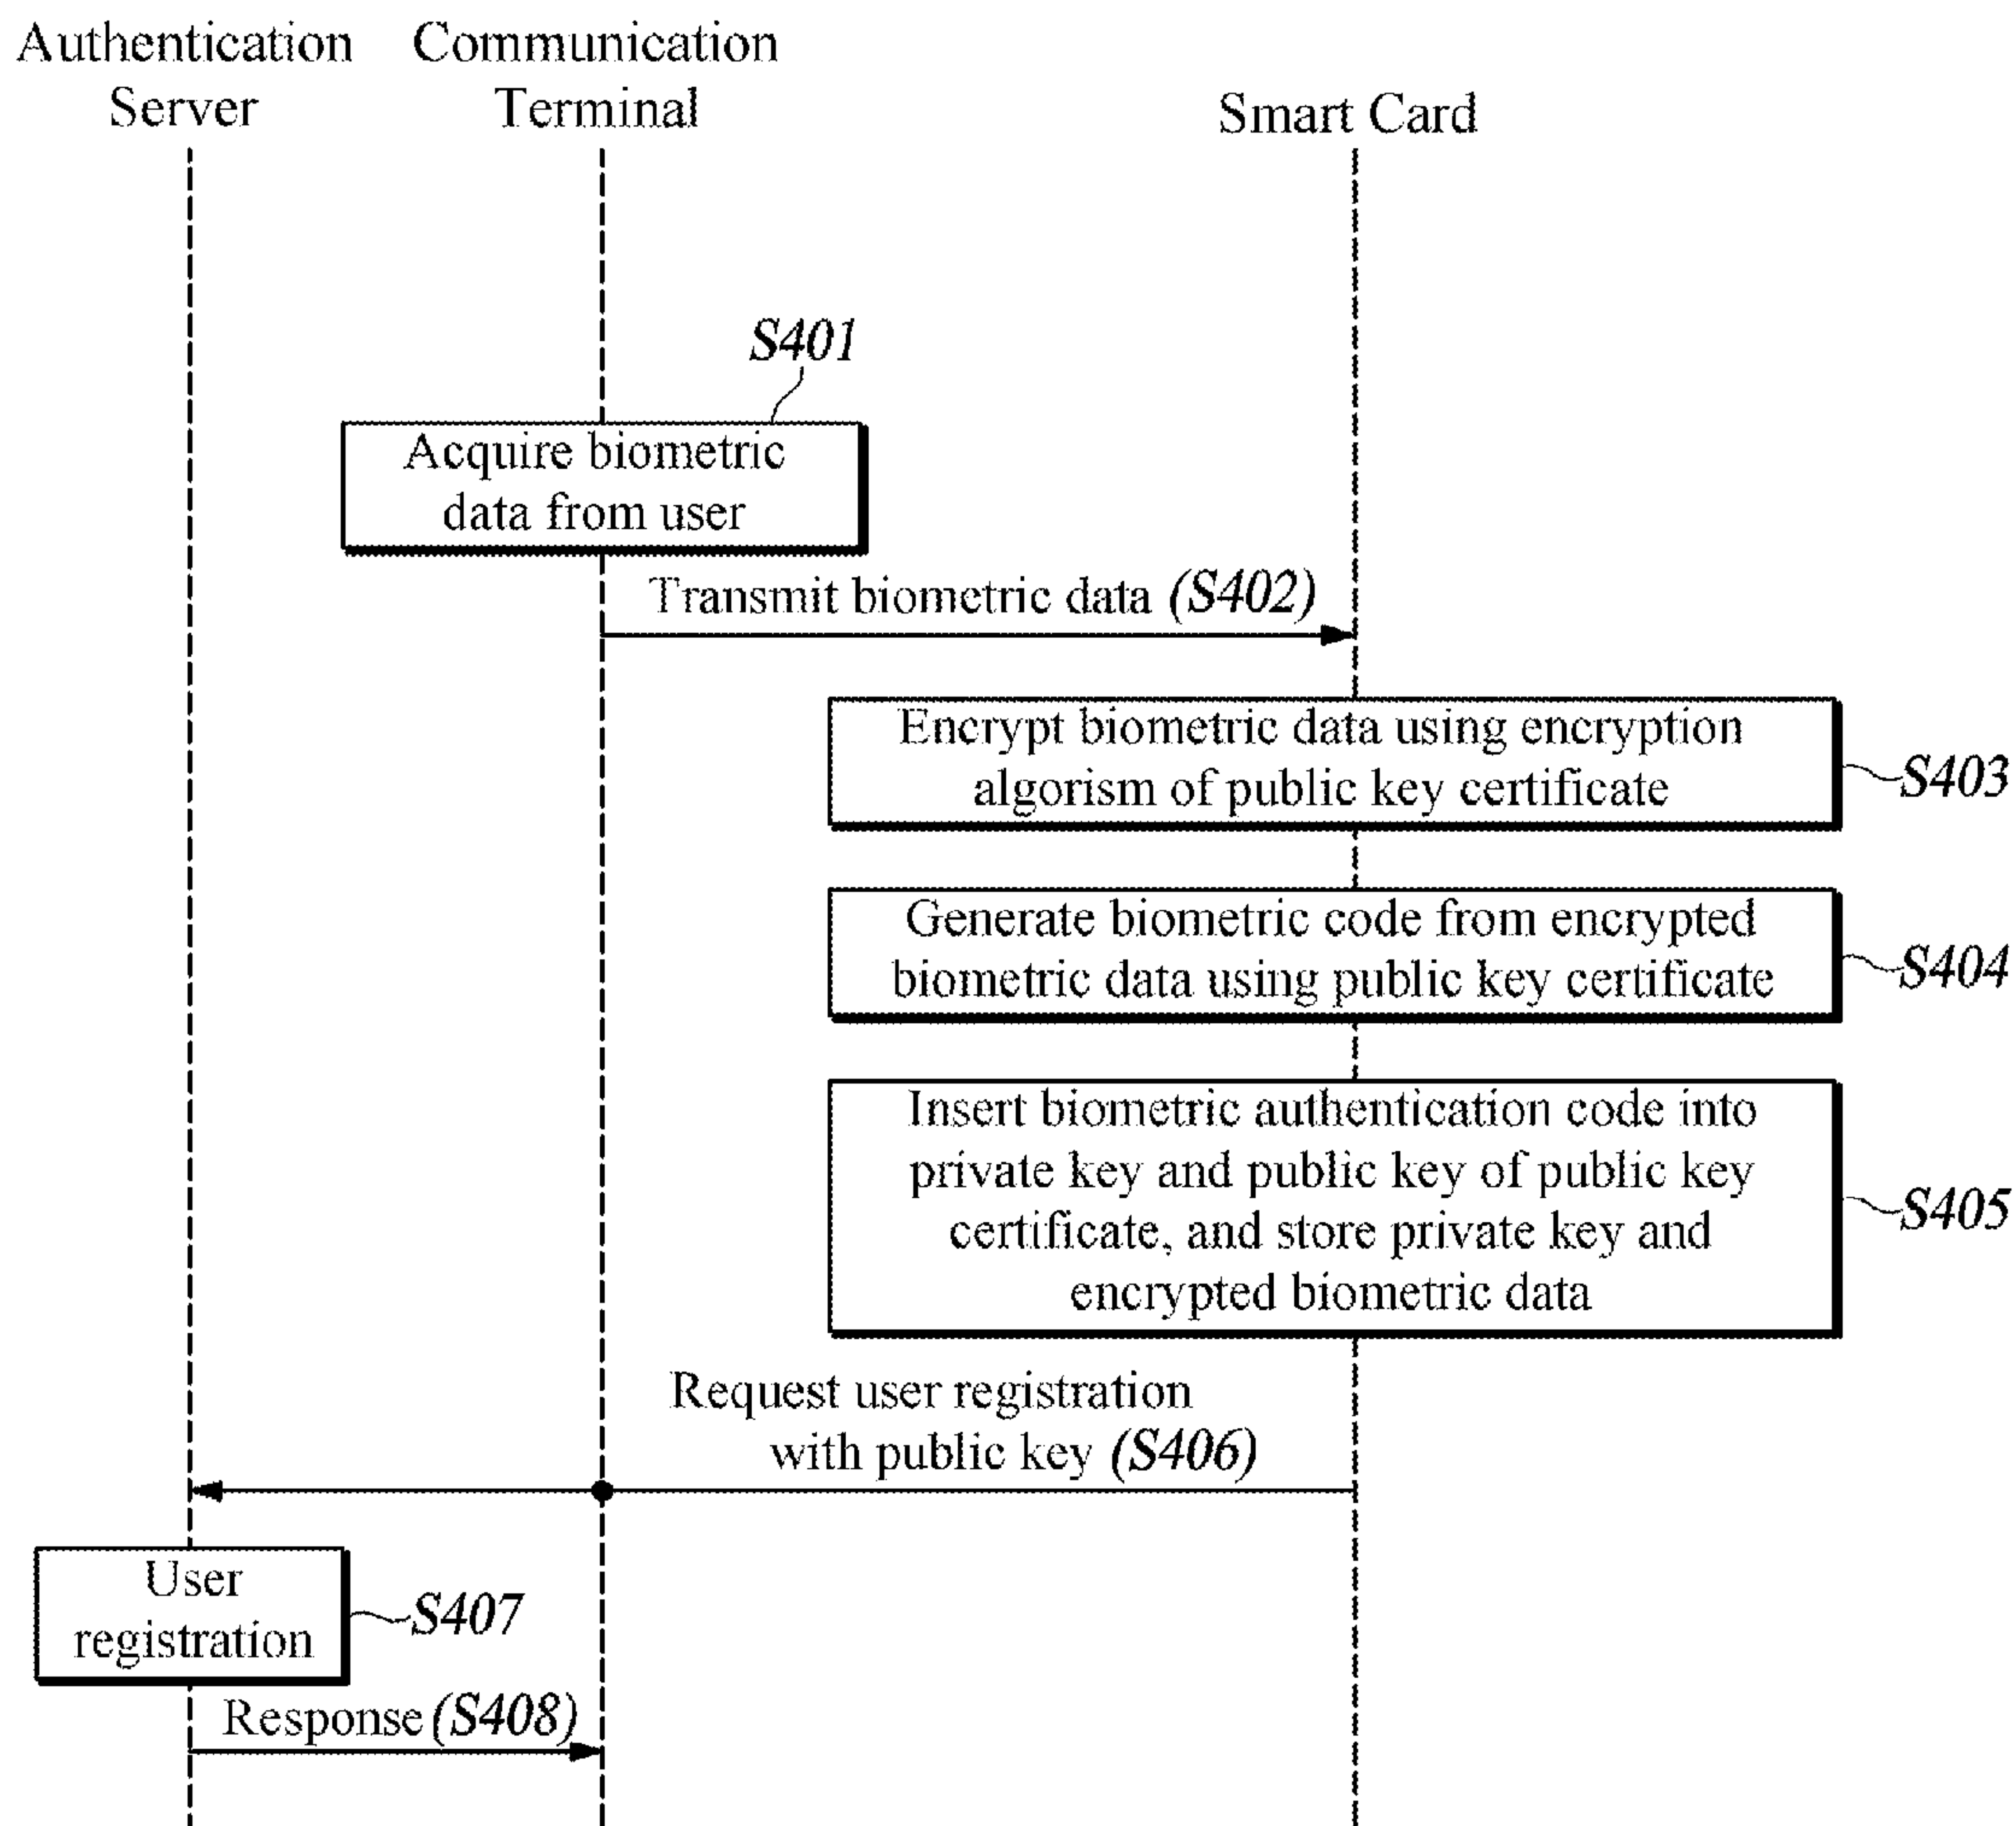 Authentication
Server
Communication
Terminal
Smart Card
S401
Acquire biometric
data from user
Transmit biometric data (S402)
Encrypt biometric data using encryption
algorism of public key certificate
S403
Generate biometric code from encrypted
biometric data using public key certificate
S404
Insert biometric authentication code into
private key and public key of public key
certificate, and store private key and
encrypted biometric data
S405
Request user registration
with public key (S406)
User
registration
S407
Response (S408)